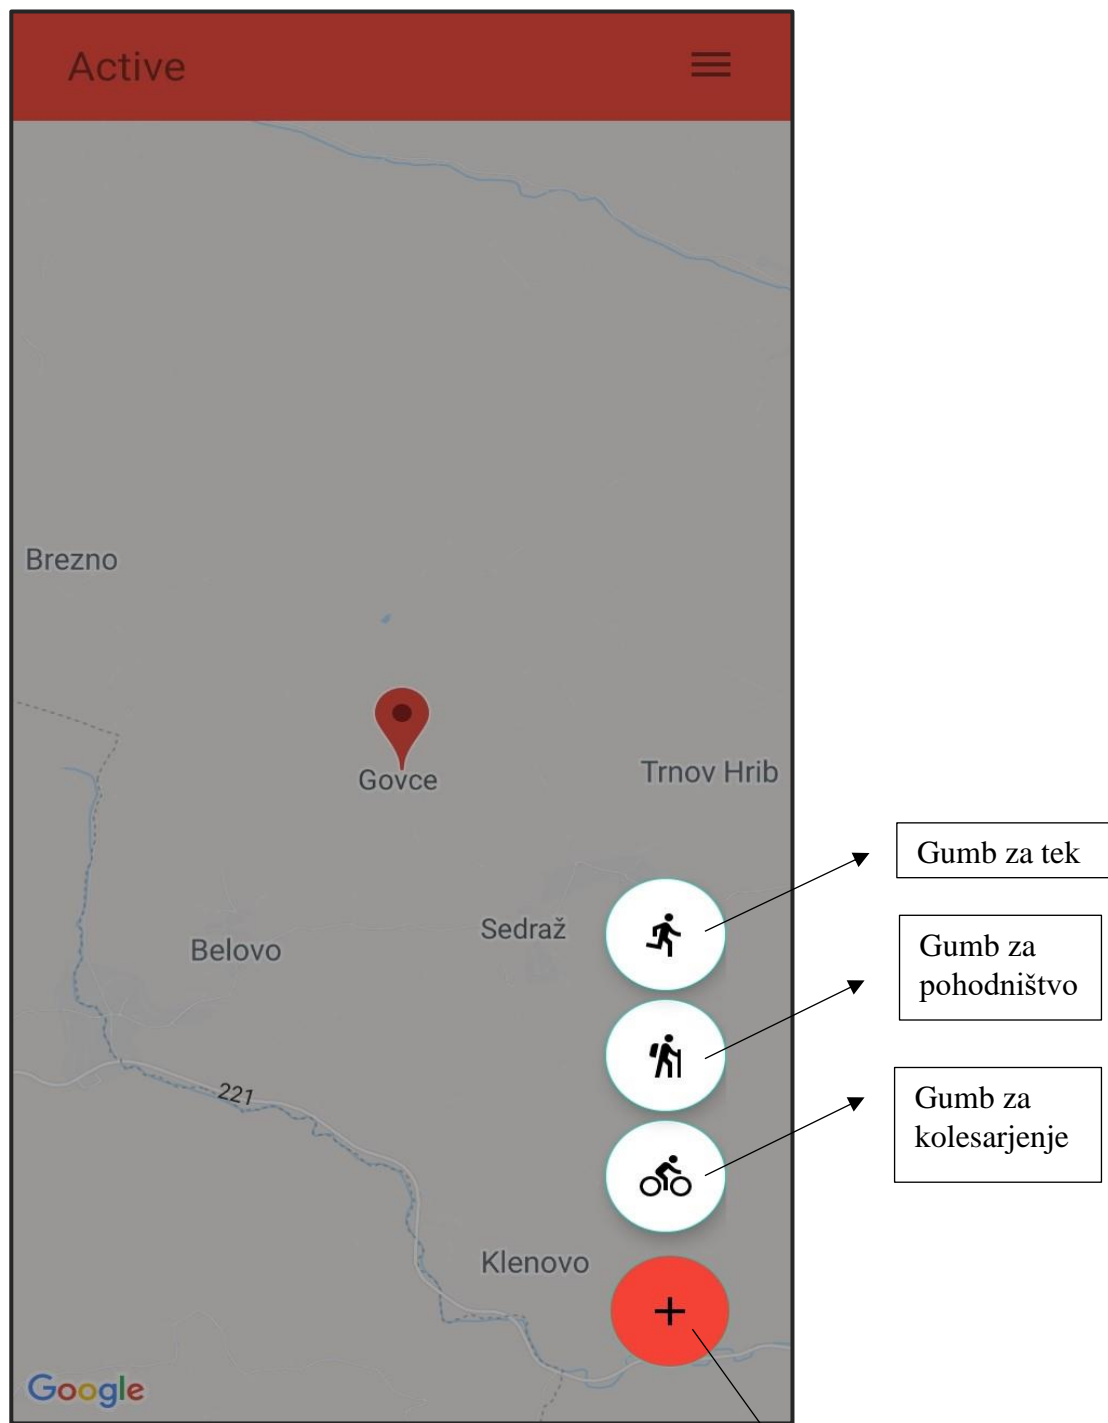 Active
Brezno
Govce
Trnov Hrib
Gumb za tek
Sedraž
Belovo
Gumb za
pohodništvo
221
Gumb za
kolesarjenje
Klenovo
Google